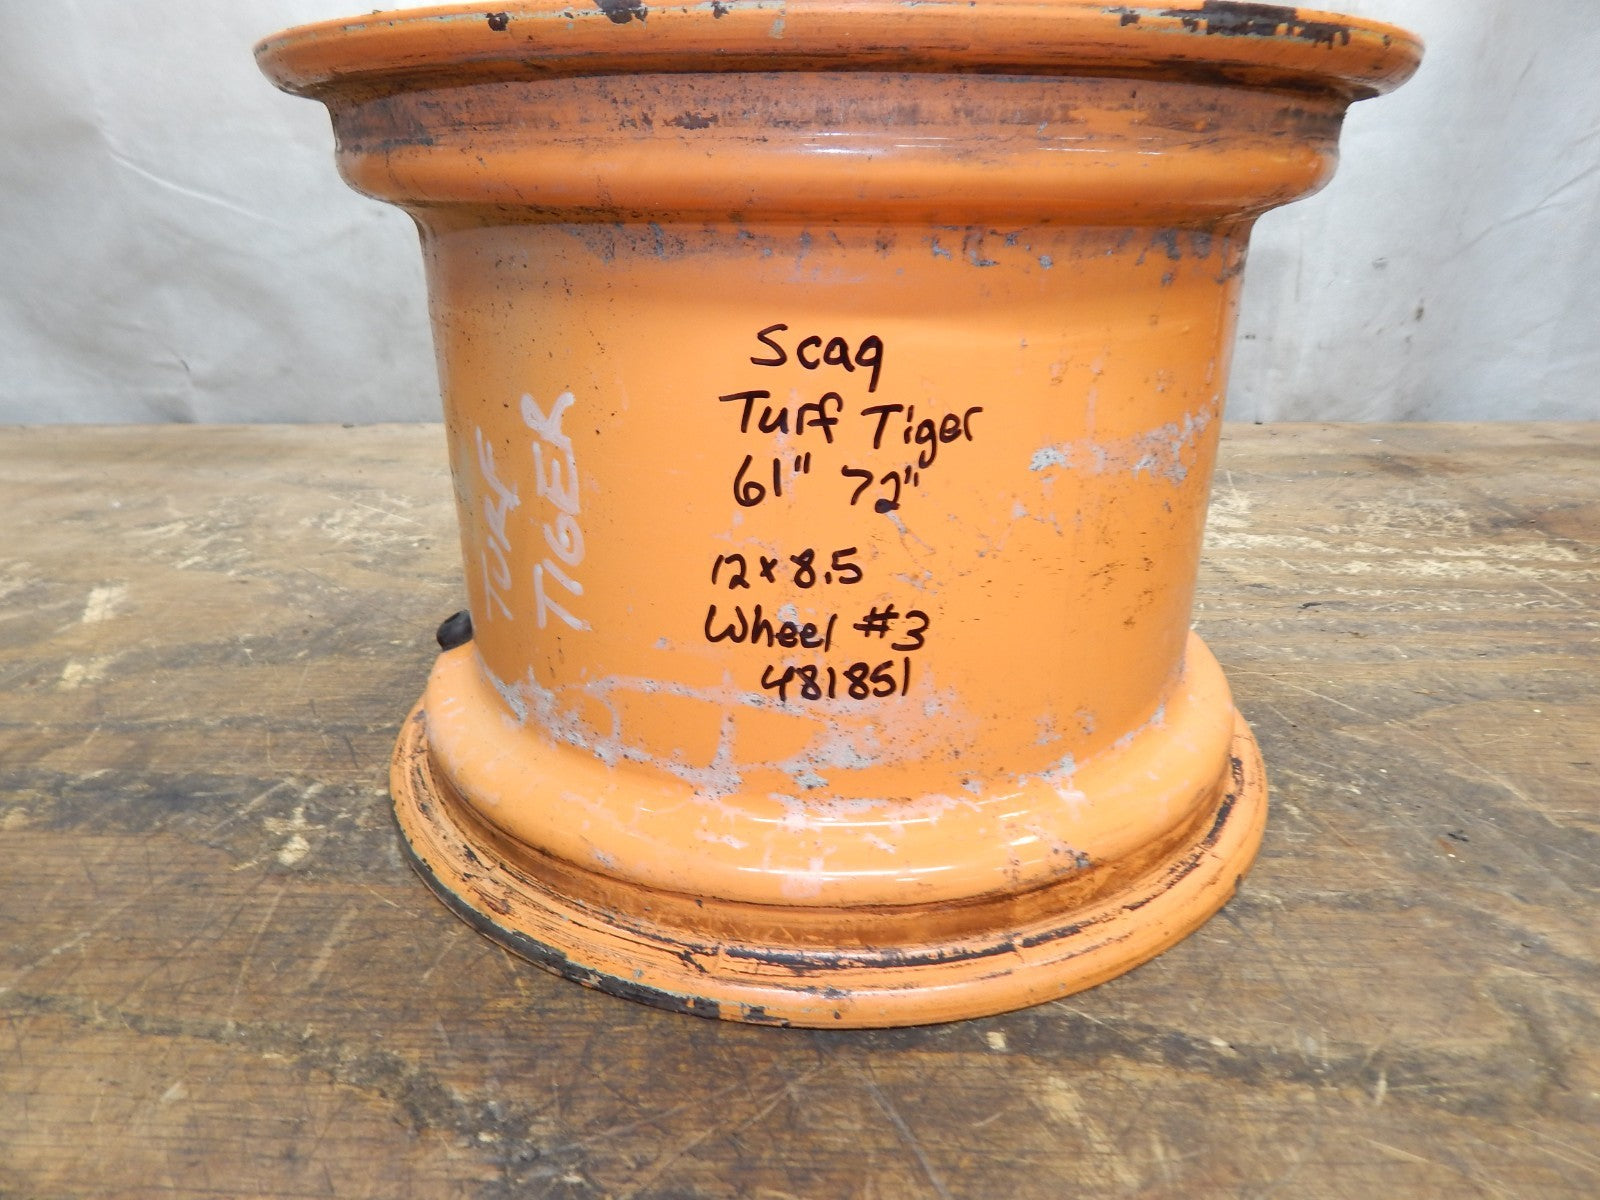 Scag
Turf Tiger
61" 72"
12x8.5
Wheel #3
481851
TURF
TIGER